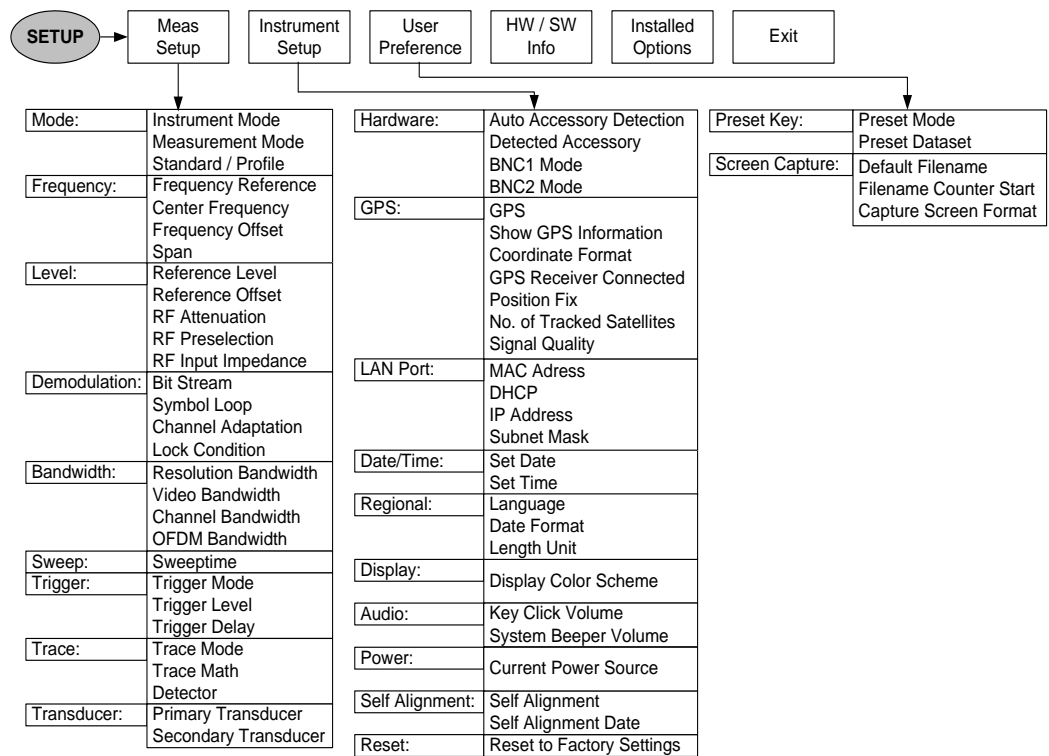 SETUP
Meas
Setup
Instrument
Setup
User
Preference
HW / SW
Info
Installed
Options
Exit
Mode:
Instrument Mode
Measurement Mode
Standard / Profile
Frequency:
Frequency Reference
Center Frequency
Frequency Offset
Span
Level:
Reference Level
Reference Offset
RF Attenuation
RF Preselection
RF Input Impedance
Demodulation:
Bit Stream
Symbol Loop
Channel Adaptation
Lock Condition
Bandwidth:
Resolution Bandwidth
Video Bandwidth
Channel Bandwidth
OFDM Bandwidth
Sweep:
Sweeptime
Trigger:
Trigger Mode
Trigger Level
Trigger Delay
Trace:
Trace Mode
Trace Math
Detector
Transducer:
Primary Transducer
Secondary Transducer
Hardware:
Auto Accessory Detection
Detected Accessory
BNC1 Mode
BNC2 Mode
GPS:
GPS
Show GPS Information
Coordinate Format
GPS Receiver Connected
Position Fix
No. of Tracked Satellites
Signal Quality
LAN Port:
MAC Adress
DHCP
IP Address
Subnet Mask
Date/Time:
Set Date
Set Time
Regional:
Language
Date Format
Length Unit
Display:
Display Color Scheme
Audio:
Key Click Volume
System Beeper Volume
Power:
Current Power Source
Self Alignment:
Self Alignment
Self Alignment Date
Reset:
Reset to Factory Settings
Preset Key:
Preset Mode
Preset Dataset
Screen Capture:
Default Filename
Filename Counter Start
Capture Screen Format